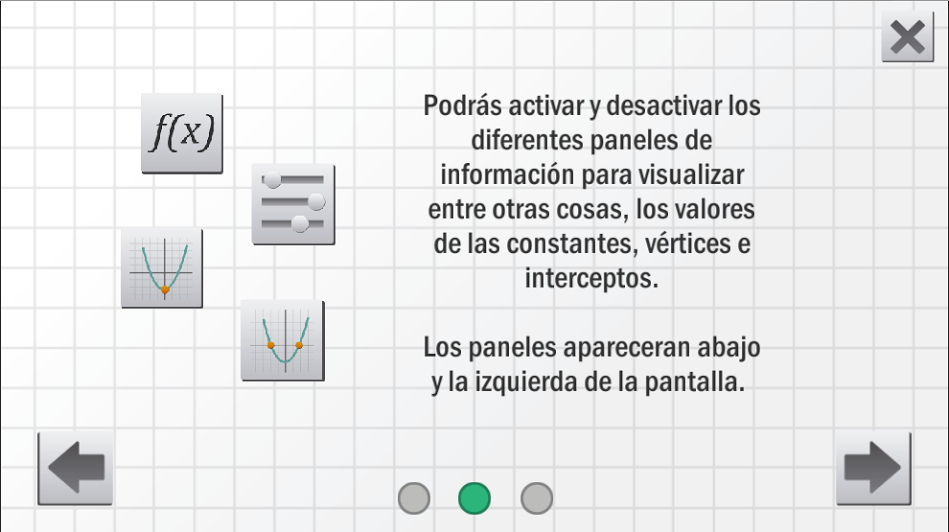 f(x)
Podrás activar y desactivar los
diferentes paneles de
información para visualizar
entre otras cosas, los valores
de las constantes, vértices e
interceptos.
Los paneles apareceran abajo
y la izquierda de la pantalla.